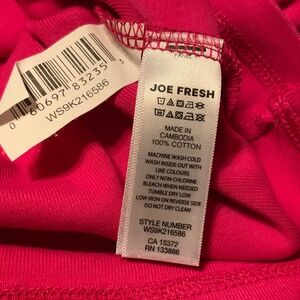 0 60697 83235 3
WS9K216586
JOE FRESH
MADE IN
CAMBODIA
100% COTTON
MACHINE WASH COLD
WASH INSIDE OUT WITH
LIKE COLOURS
ONLY NON-CHLORINE
BLEACH WHEN NEEDED
TUMBLE DRY LOW
LOW IRON ON REVERSE SIDE
DO NOT DRY CLEAN
STYLE NUMBER
WS9K216586
CA 15372
RN 133886